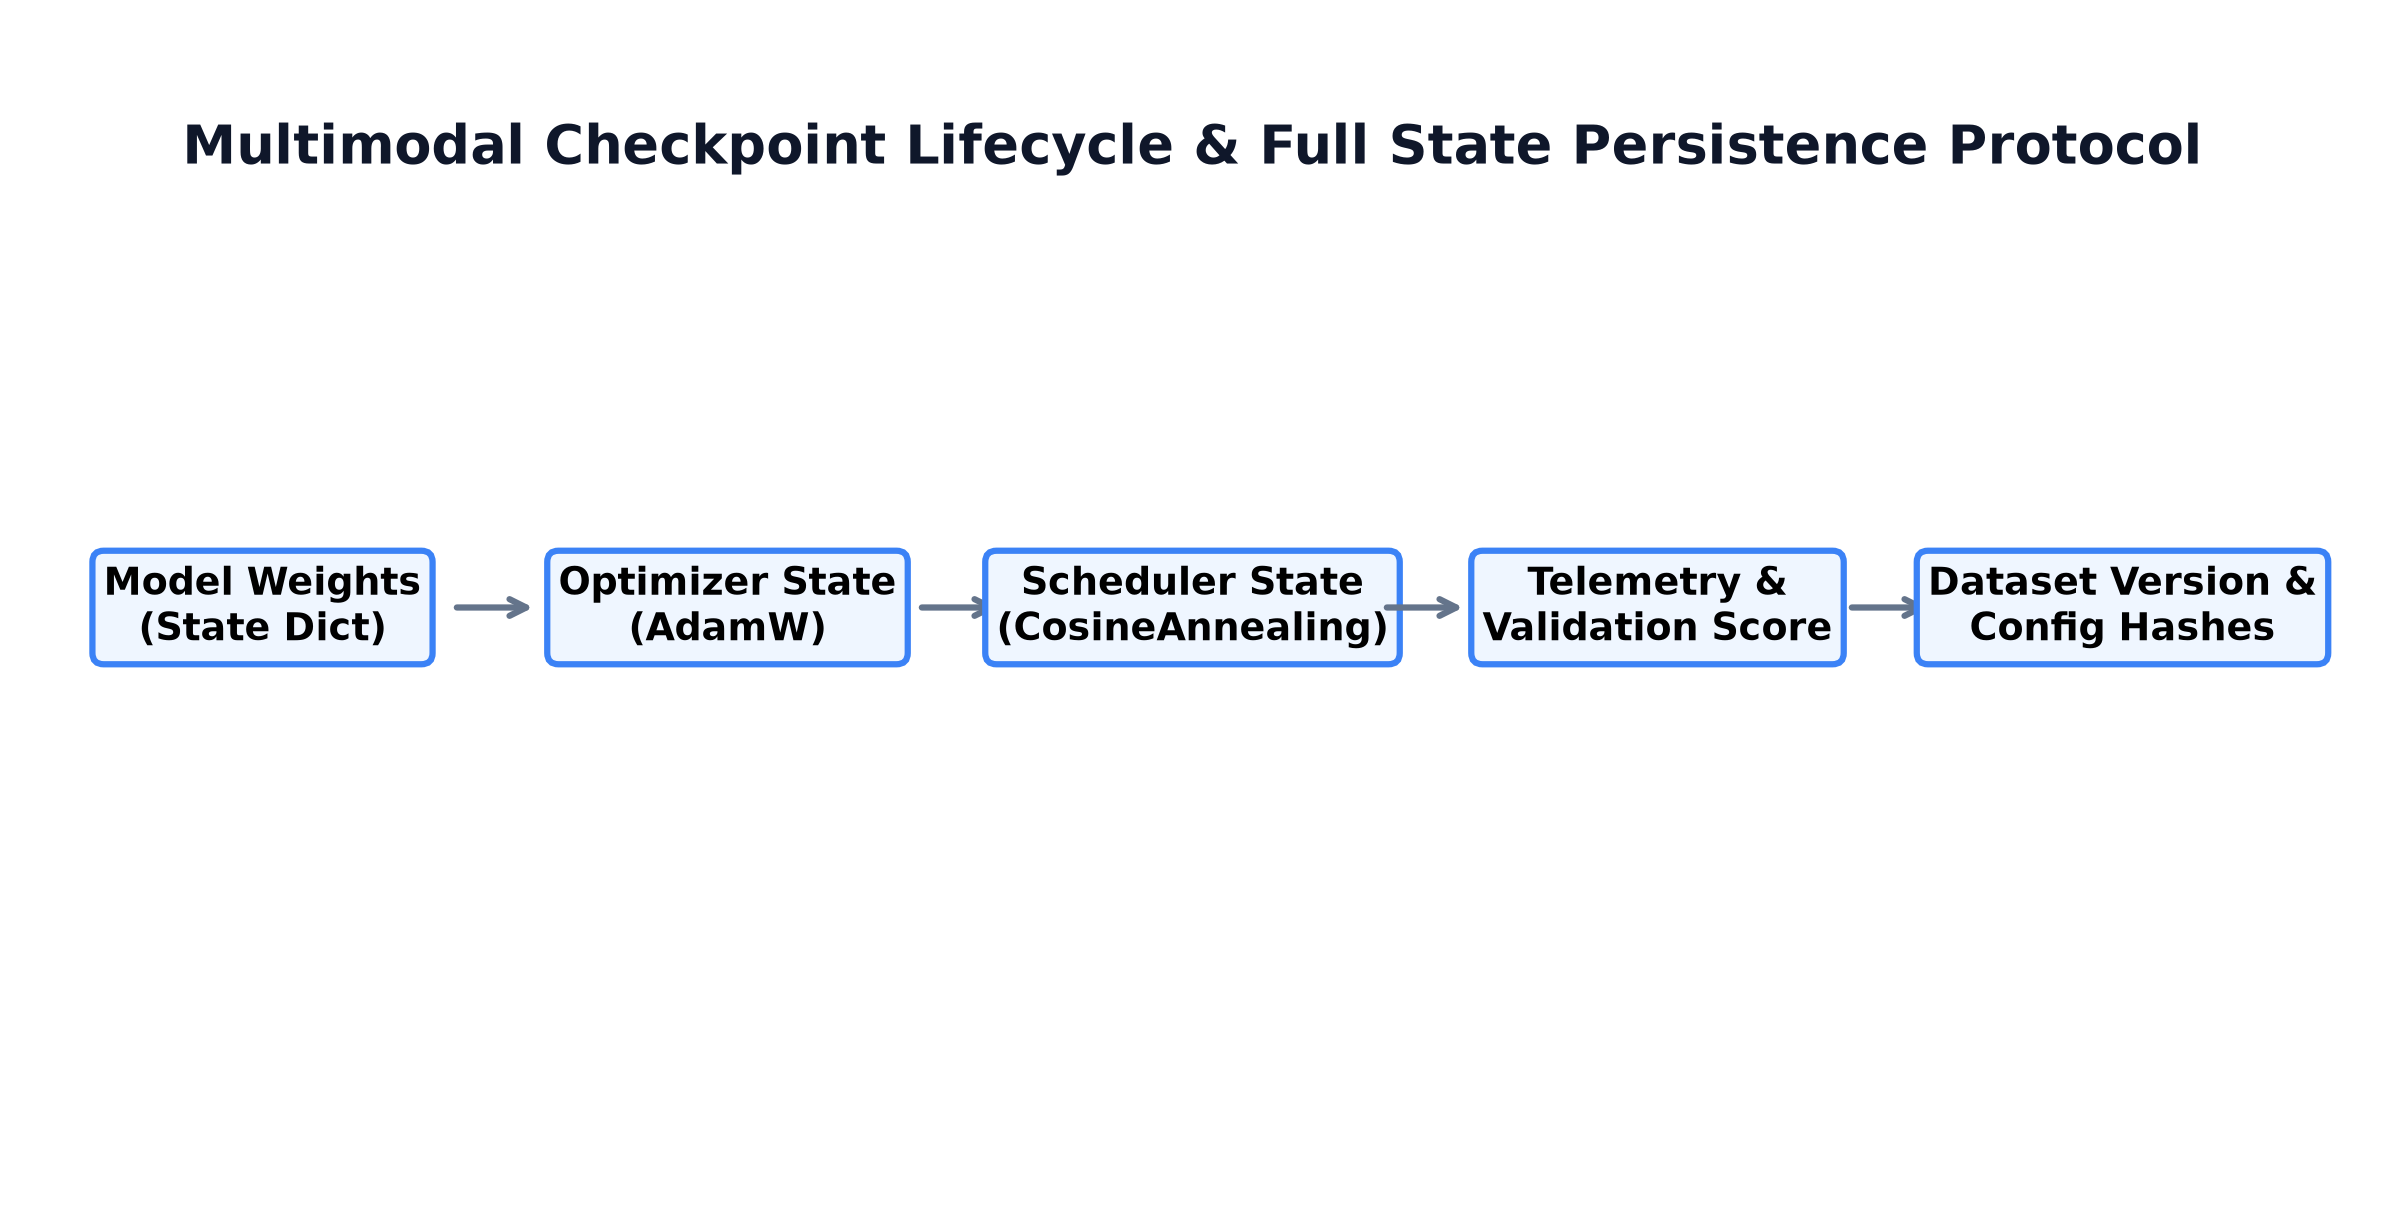 Multimodal Checkpoint Lifecycle & Full State Persistence Protocol
Model Weights
(State Dict)
Optimizer State
(AdamW)
Scheduler State
(CosineAnnealing)
Telemetry &
Validation Score
Dataset Version &
Config Hashes